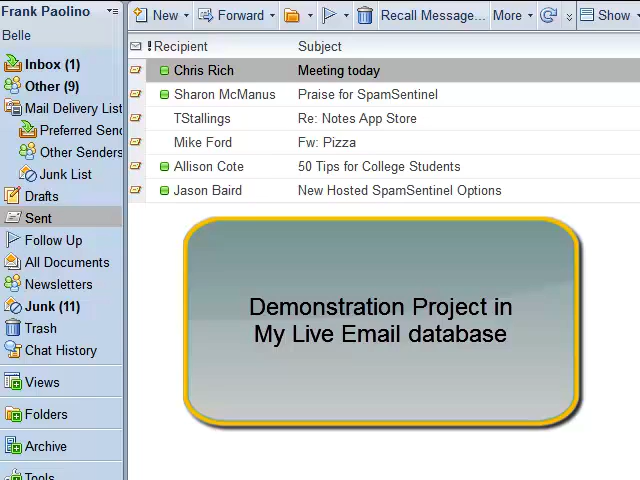 Frank Paolino
Belle
Inbox (1)
Other (9)
Mail Delivery List
Preferred Senc
Other Senders
Junk List
Drafts
Sent
Follow Up
All Documents
Newsletters
Junk (11)
Trash
Chat History
Views
Folders
Archive
Tools
New Forward Recall Message... More Show
! Recipient Subject
Chris Rich Meeting today
Sharon McManus Praise for SpamSentinel
TStallings Re: Notes App Store
Mike Ford Fw: Pizza
Allison Cote 50 Tips for College Students
Jason Baird New Hosted SpamSentinel Options
Demonstration Project in
My Live Email database